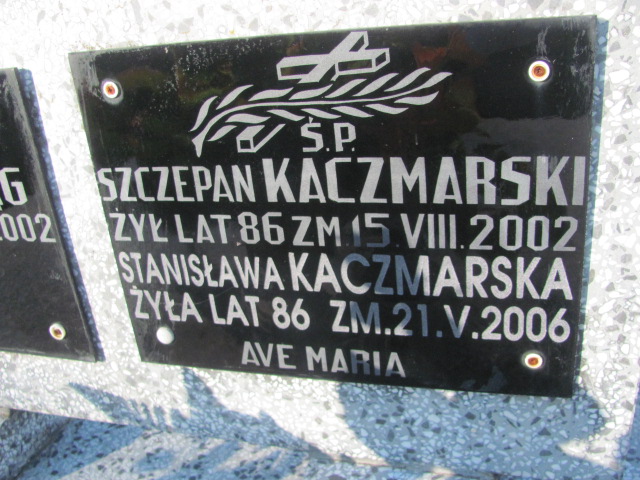 Ś.P.
SZCZEPAN KACZMARSKI
ŻYŁ LAT.86 ZM.15.VIII.2002
STANISŁAWA KACZMARSKA
ŻYŁA LAT 86 ZM.21.V.2006
AVE MARIA
2002